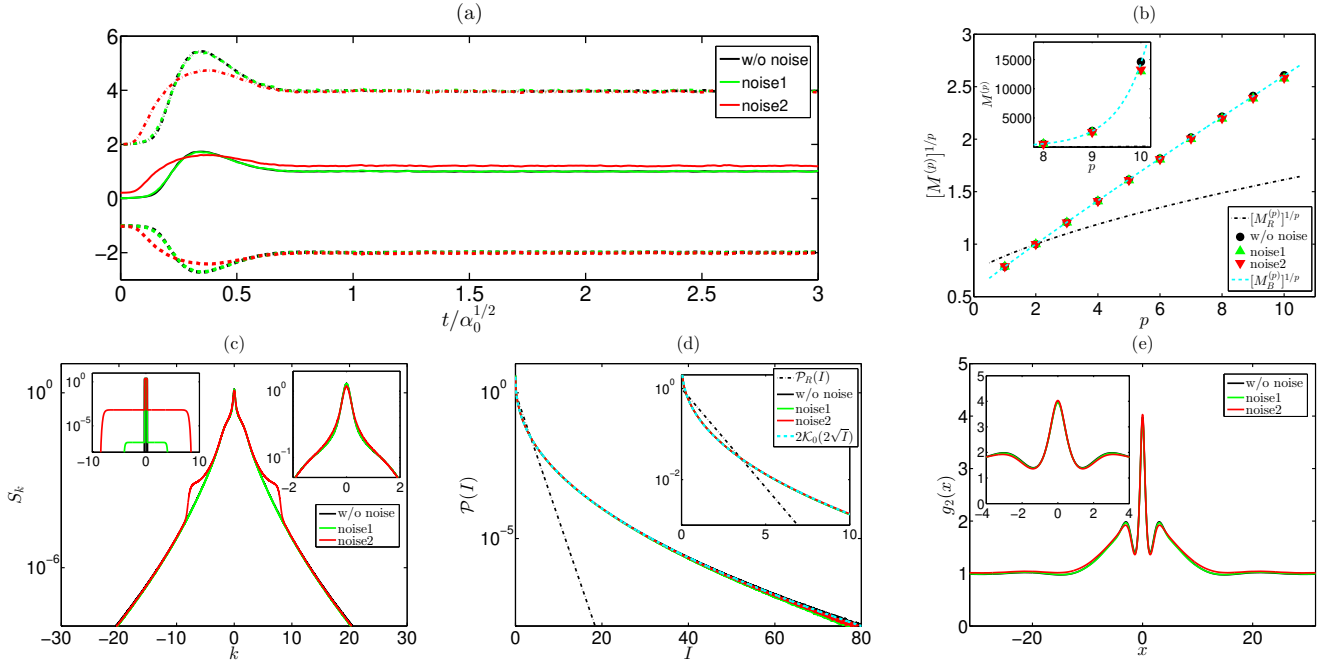 (a)
6
4
2
0
−2
0
0.5
1
1.5
2
2.5
3
t/α₀^{1/2}
w/o noise
noise1
noise2
(b)
3
2.5
2
1.5
1
0.5
0
2
4
6
8
10
p
[M^{(p)}]^{1/p}
15000
10000
5000
8
9
10
p
M^{(p)}
[M_R^{(p)}]^{1/p}
w/o noise
noise1
noise2
[M_B^{(p)}]^{1/p}
(c)
10^0
10^{−6}
S_k
−30
−20
−10
0
10
20
30
k
10^0
10^{−5}
−10
0
10
10^0
10^{−1}
−2
0
2
w/o noise
noise1
noise2
(d)
10^0
10^{−5}
P(I)
0
20
40
60
80
I
10^0
10^{−2}
0
5
10
P_R(I)
w/o noise
noise1
noise2
2K_0(2√I)
(e)
5
4
3
2
1
0
g_2(x)
−20
0
20
x
5
4
3
2
1
0
−4
−2
0
2
4
w/o noise
noise1
noise2